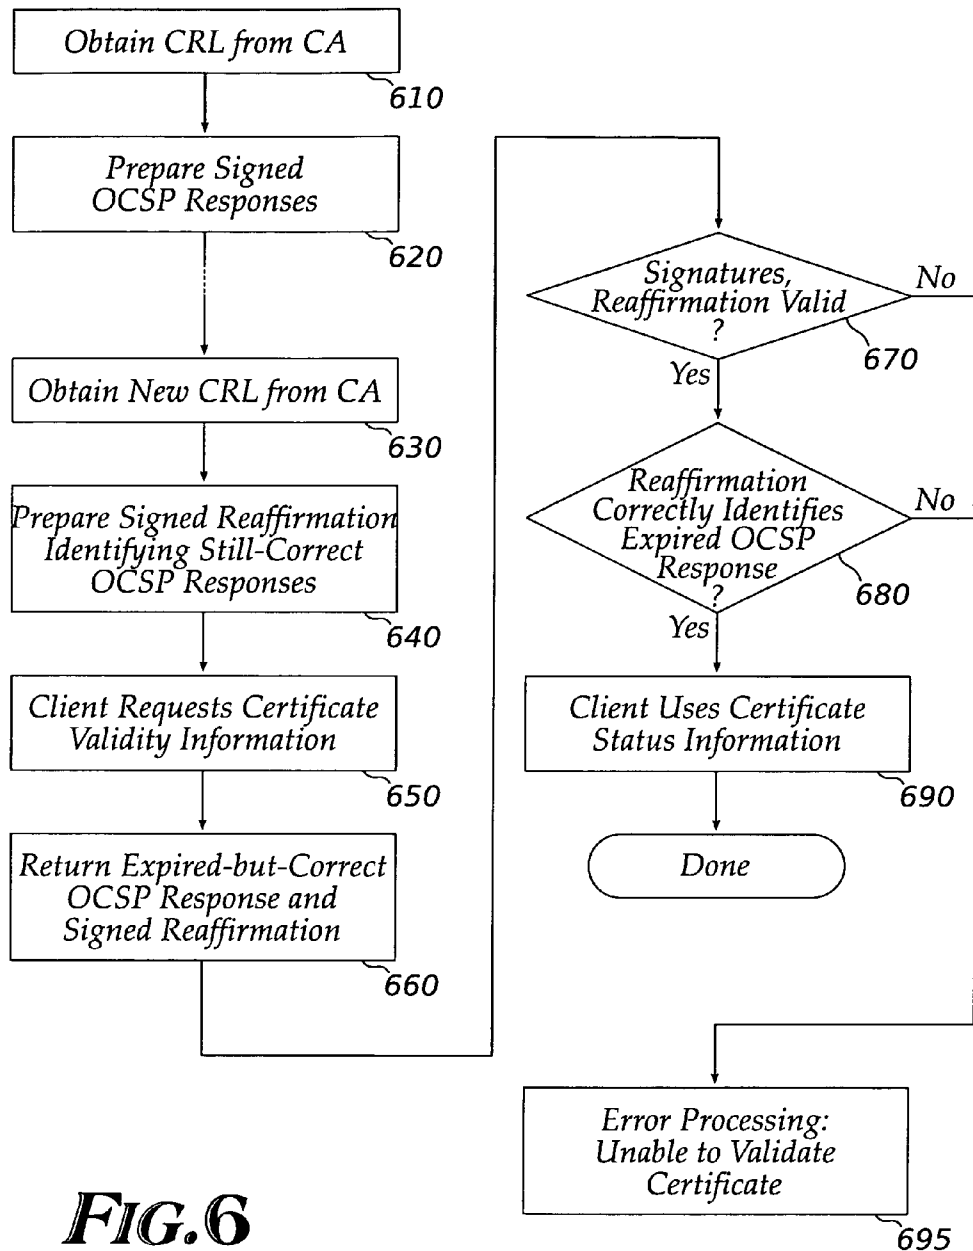 Obtain CRL from CA
610
Prepare Signed
OCSP Responses
620
Obtain New CRL from CA
630
Prepare Signed Reaffirmation
Identifying Still-Correct
OCSP Responses
640
Client Requests Certificate
Validity Information
650
Return Expired-but-Correct
OCSP Response and
Signed Reaffirmation
660
Signatures,
Reaffirmation Valid
?
No
670
Yes
Reaffirmation
Correctly Identifies
Expired OCSP
Response
?
No
680
Yes
Client Uses Certificate
Status Information
690
Done
Error Processing:
Unable to Validate
Certificate
695
FIG.6